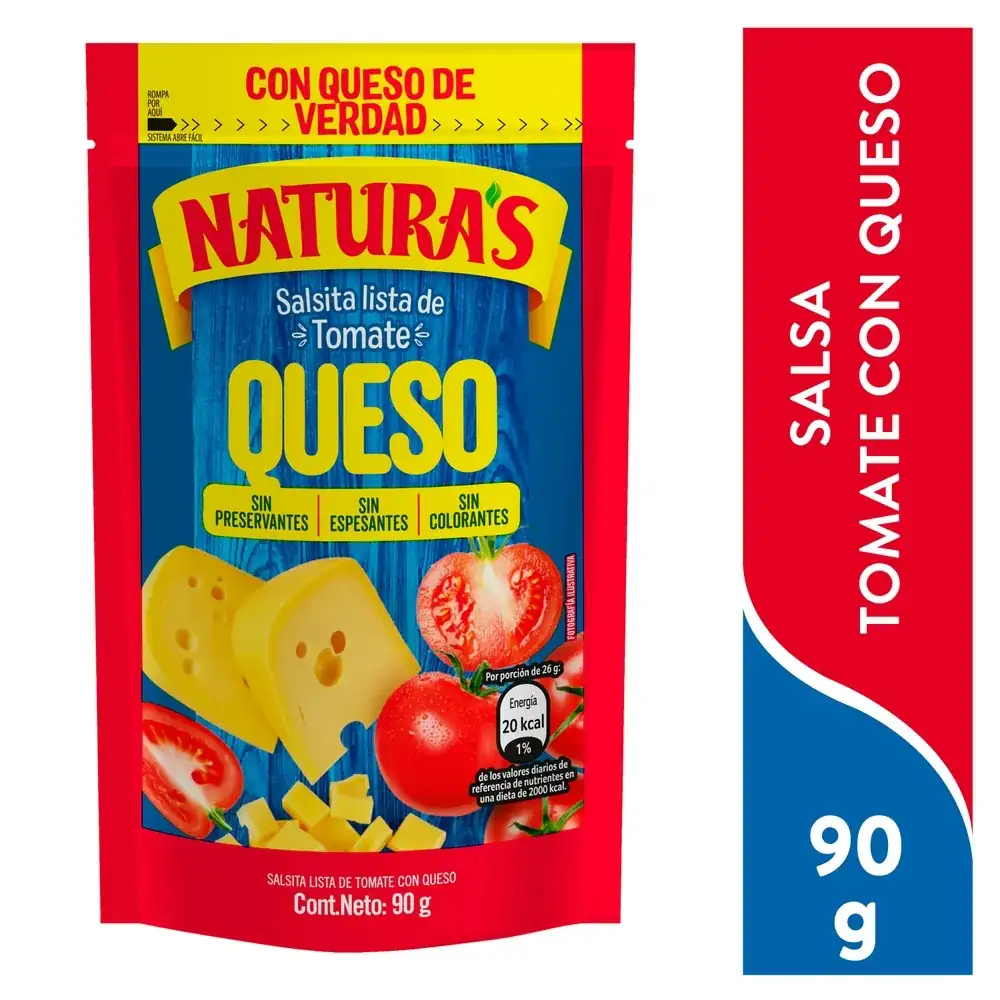 CON QUESO DE
VERDAD
ROMPA
POR
AQUÍ
SISTEMA ABRE FÁCIL
NATURA'S
Salsita lista de
Tomate
QUESO
SIN
PRESERVANTES
SIN
ESPESANTES
SIN
COLORANTES
FOTOGRAFÍA ILUSTRATIVA
Por porción de 26 g:
Energía
20 kcal
1%
de los valores diarios de
referencia de nutrientes en
una dieta de 2000 kcal.
SALSITA LISTA DE TOMATE CON QUESO
Cont.Neto: 90 g
SALSA
TOMATE CON QUESO
90
g